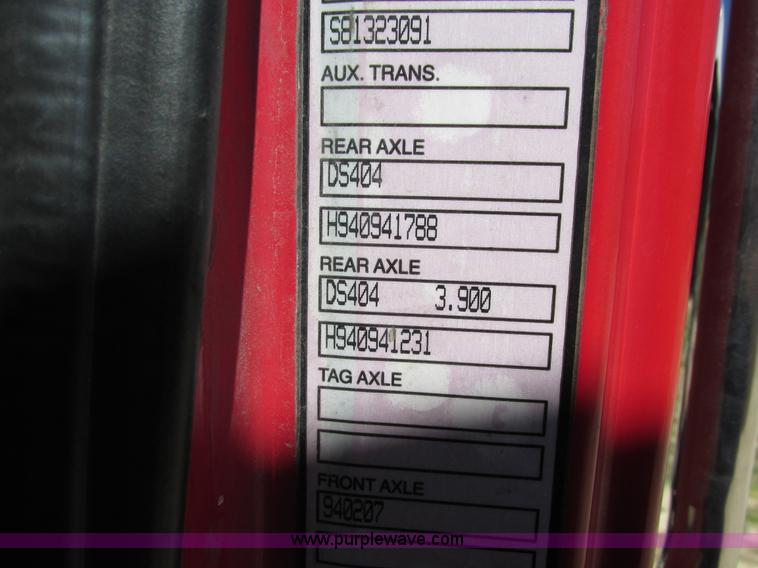 S81323091
AUX. TRANS.
REAR AXLE
DS404
H940941788
REAR AXLE
DS404 3.900
H940941231
TAG AXLE
FRONT AXLE
940207
www.purplewave.com